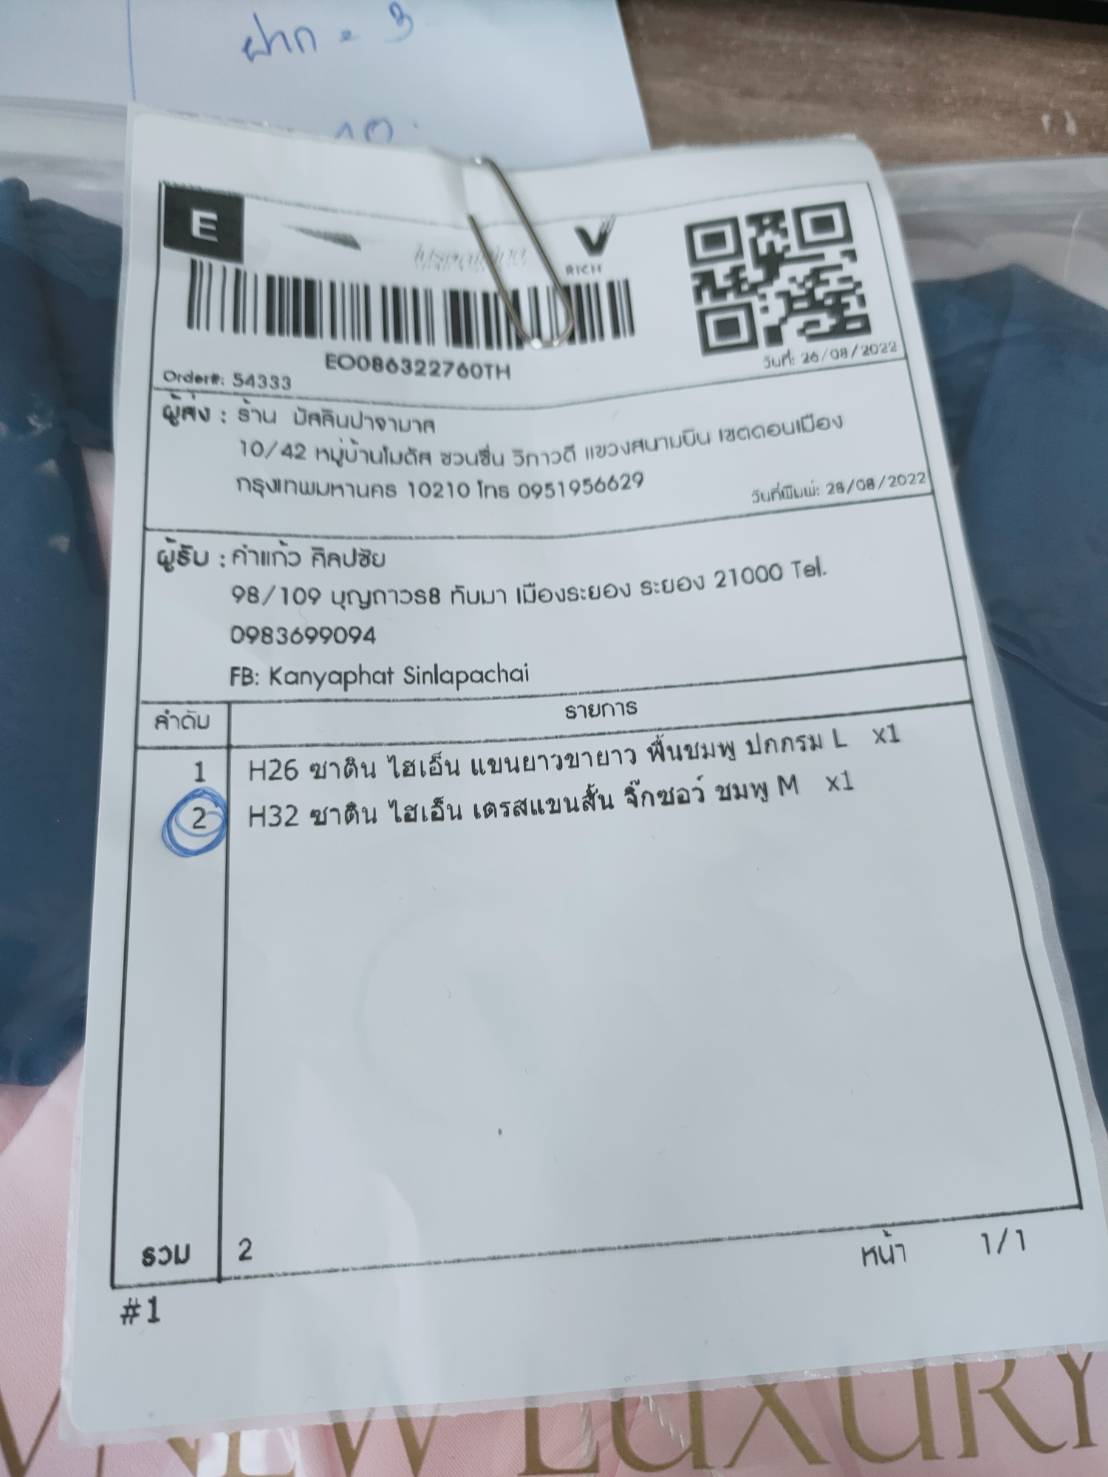 ฝาก = 3
10
E
RICH
EO086322760TH
Order#: 54333
วันที่: 26/08/2022
ผู้ส่ง : ร้าน มัสคินปาจามาส
10/42 หมู่บ้านโมดัส ชวนชื่น วิภาวดี แขวงสนามบิน เขตดอนเมือง
กรุงเทพมหานคร 10210 โทร 0951956629
วันที่พิมพ์: 28/08/2022
ผู้รับ : คำแก้ว ศิลปชัย
98/109 บุญถาวร8 ทับมา เมืองระยอง ระยอง 21000 Tel.
0983699094
FB: Kanyaphat Sinlapachai
ลำดับ รายการ
1 H26 ซาติน ไฮเอ็น แขนยาวขายาว พื้นชมพู ปกกรม L x1
2 H32 ซาติน ไฮเอ็น เดรสแขนสั้น จิ๊กซอว์ ชมพู M x1
รวม 2 หน้า 1/1
#1
NEW LUXURY